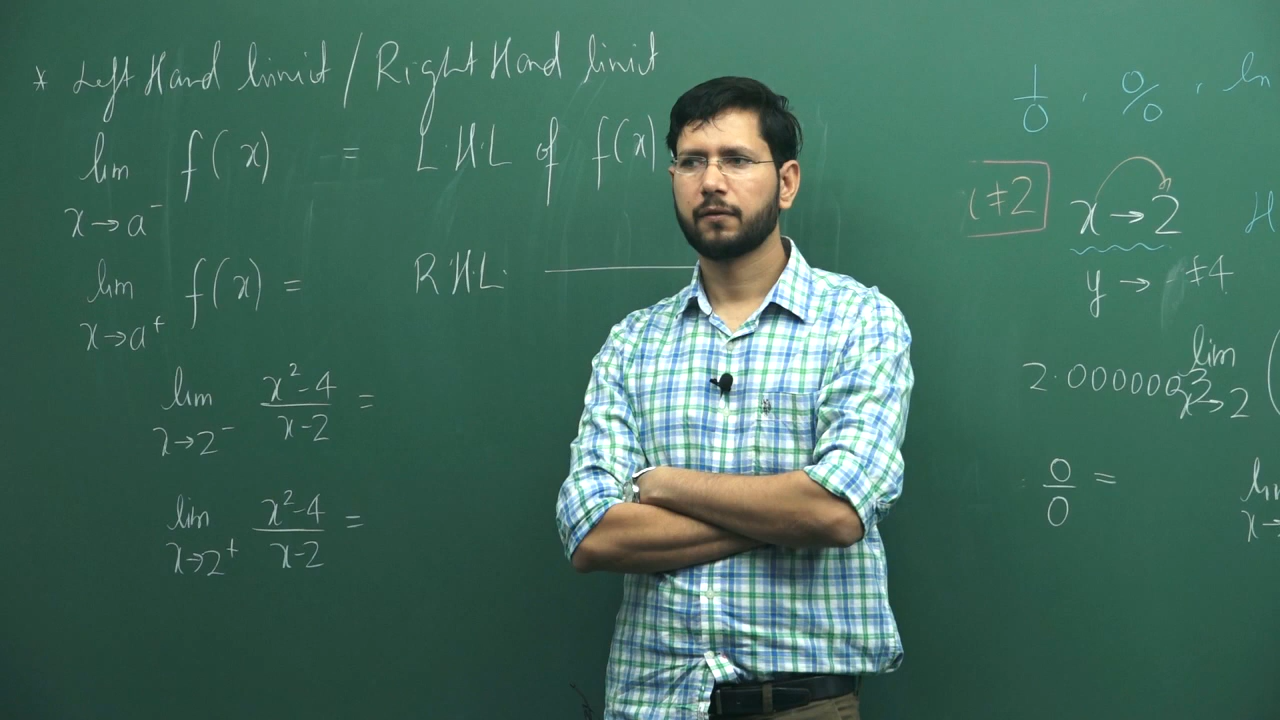 * Left Hand limit / Right Hand limit
lim f(x) = L.H.L of f(x)
x→a⁻
lim f(x) = R.H.L.
x→a⁺
lim x²-4 / x-2 =
x→2⁻
lim x²-4 / x-2 =
x→2⁺
1/0 , 0/0 , ln
≠2 x→2
y → ≠4
2.000000
lim
x→2
0/0 =